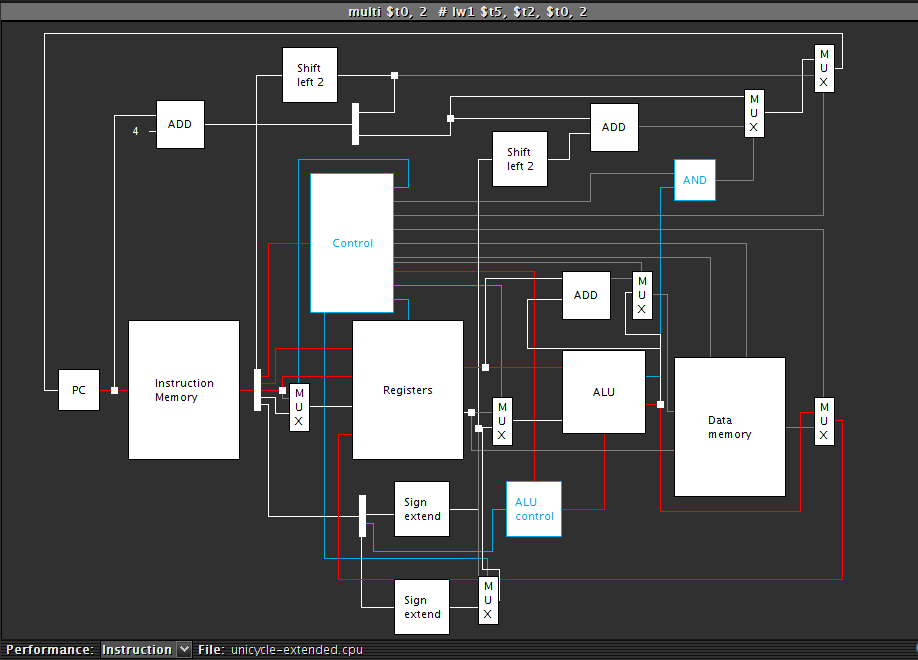 multi $t0, 2 # lw1 $t5, $t2, $t0, 2
M
U
X
Shift
left 2
M
U
X
ADD
4
ADD
Shift
left 2
AND
Control
ADD
M
U
X
Instruction
Memory
Registers
ALU
PC
M
U
X
M
U
X
Data
memory
M
U
X
Sign
extend
ALU
control
Sign
extend
M
U
X
Performance: Instruction File: unicycle-extended.cpu